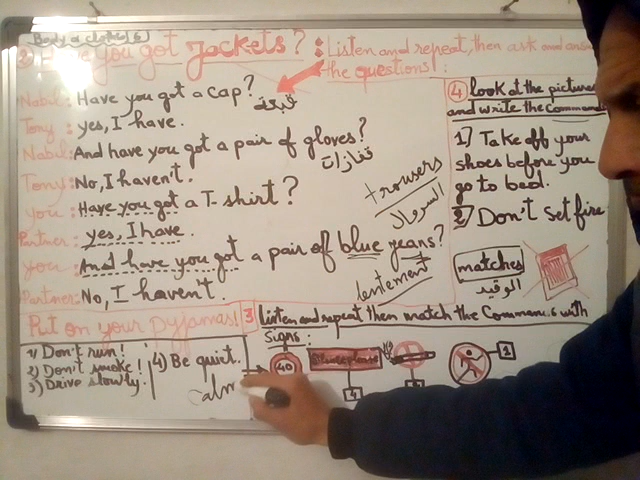 Body & clothes 6
2) Have you got Jackets? : Listen and repeat, then ask and answer
the questions:
Nabil: Have you got a cap?
قبعة
Tony: yes, I have.
Nabil: And have you got a pair of gloves?
قفازات
Tony: No, I haven't.
you: Have you got a T-shirt?
Partner: yes, I have.
you: And have you got a pair of blue jeans?
Partner: No, I haven't.
trousers
السروال
lentement
4 look at the pictures
and write the command
1] Take off your
shoes before you
go to bed.
2] Don't set fire
matches
الوقيد
Put on your pyjamas!
1) Don't run!
2) Don't smoke!
3) Drive slowly.
4) Be quiet.
calm
3 listen and repeat then match the Command.s with
Signs:
40
Silence please
4
1